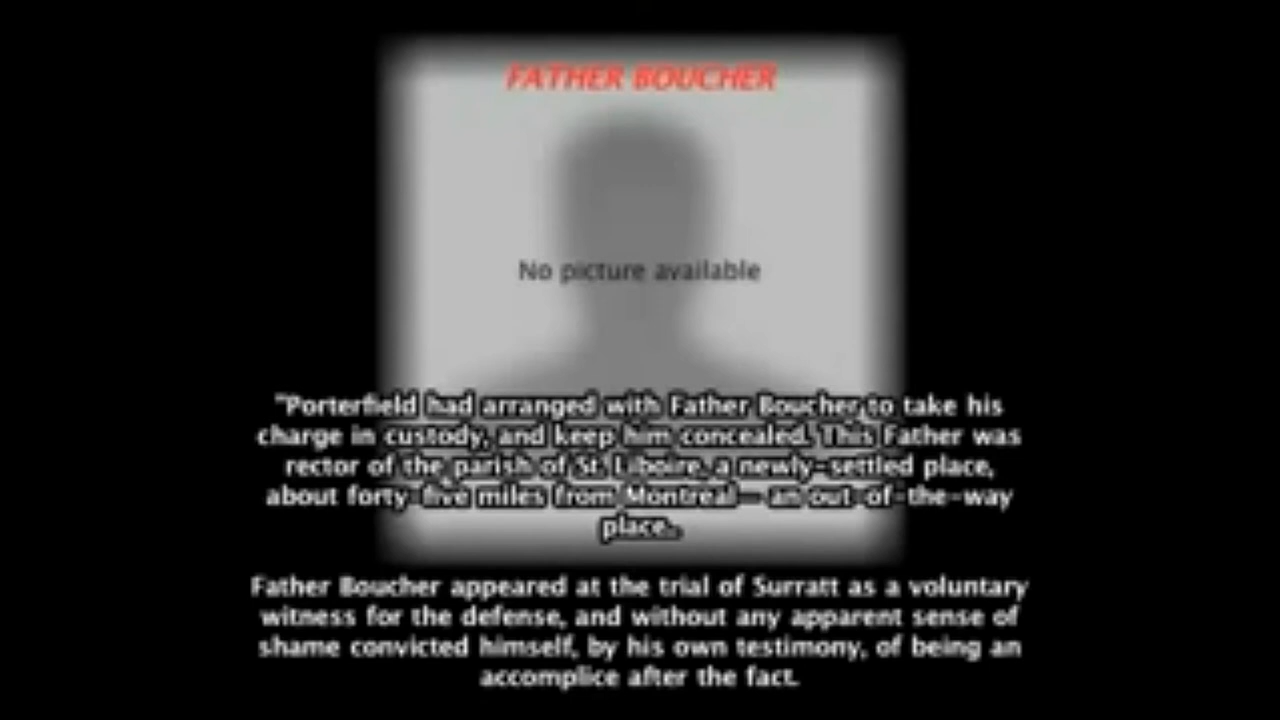 FATHER BOUCHER
No picture available
"Porterfield had arranged with Father Boucher to take his
charge in custody, and keep him concealed. This Father was
rector of the parish of St. Liboire, a newly-settled place,
about forty-five miles from Montreal— an out-of-the-way
place..
Father Boucher appeared at the trial of Surratt as a voluntary
witness for the defense, and without any apparent sense of
shame convicted himself, by his own testimony, of being an
accomplice after the fact.